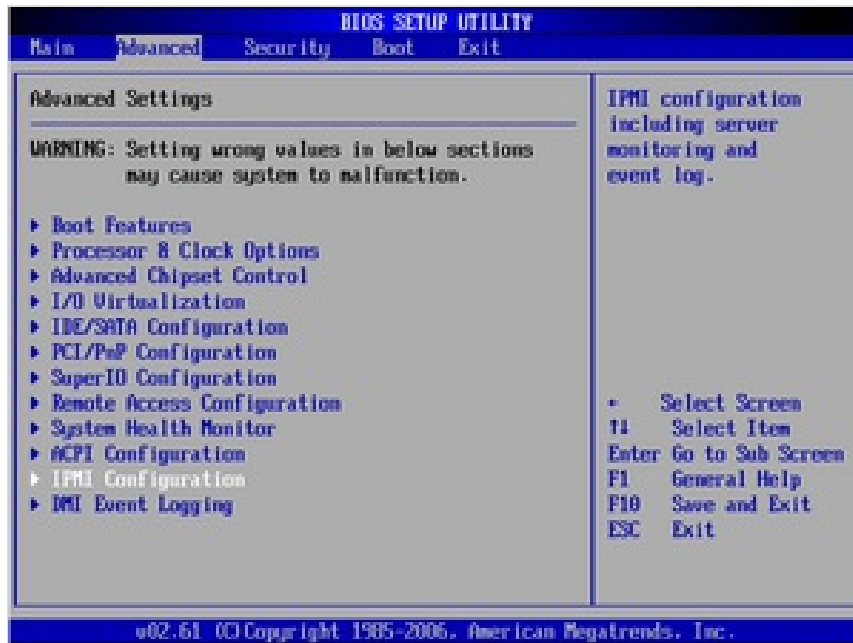 BIOS SETUP UTILITY
Main Advanced Security Boot Exit
Advanced Settings
WARNING: Setting wrong values in below sections
may cause system to malfunction.
▶ Boot Features
▶ Processor & Clock Options
▶ Advanced Chipset Control
▶ I/O Virtualization
▶ IDE/SATA Configuration
▶ PCI/PnP Configuration
▶ SuperIO Configuration
▶ Remote Access Configuration
▶ System Health Monitor
▶ ACPI Configuration
▶ IPMI Configuration
▶ DMI Event Logging
IPMI configuration
including server
monitoring and
event log.
← Select Screen
↑↓ Select Item
Enter Go to Sub Screen
F1 General Help
F10 Save and Exit
ESC Exit
v02.61 (C)Copyright 1985-2006, American Megatrends, Inc.